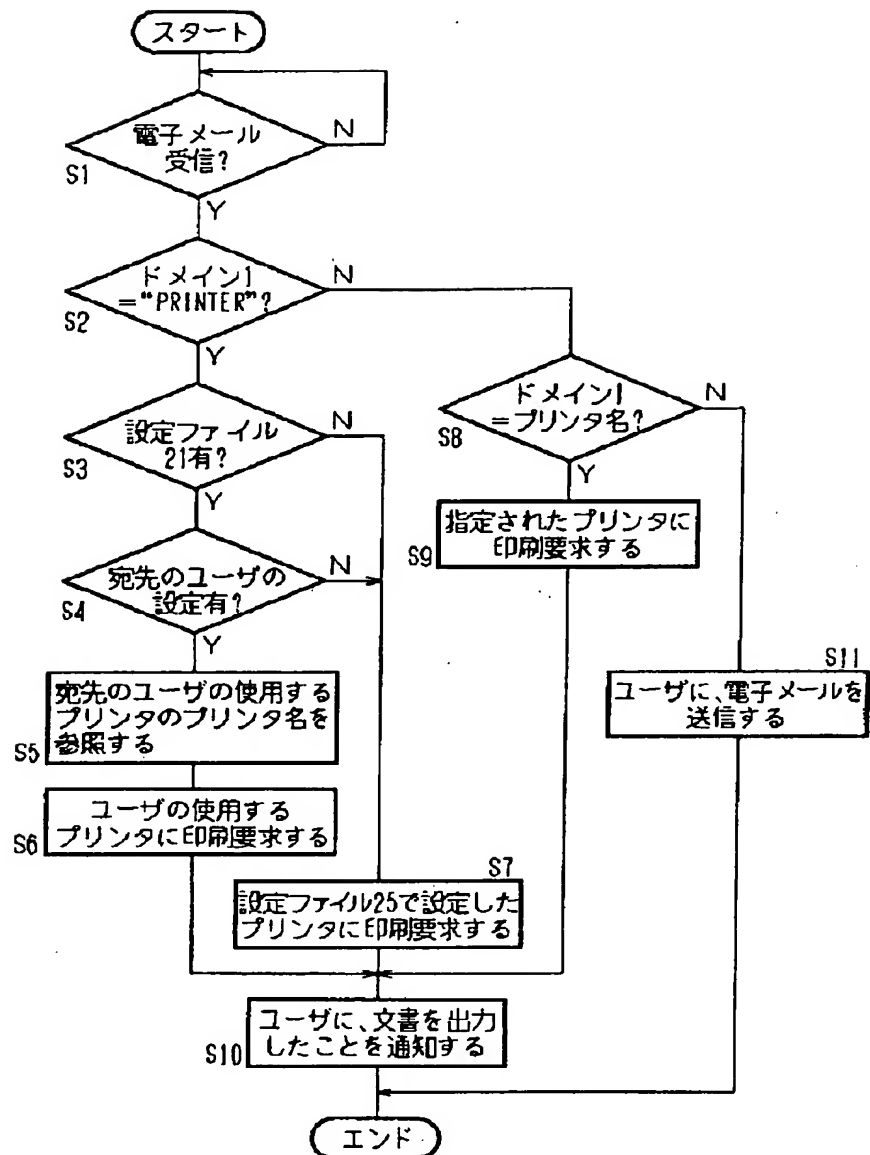 スタート
電子メール
受信?
N
S1
Y
ドメイン1
="PRINTER"?
N
S2
Y
ドメイン1
=プリンタ名?
N
S8
Y
設定ファイル
21有?
N
S3
Y
指定されたプリンタに
印刷要求する
S9
宛先のユーザの
設定有?
N
S4
Y
宛先のユーザの使用する
プリンタのプリンタ名を
参照する
S5
S11
ユーザに、電子メールを
送信する
ユーザの使用する
プリンタに印刷要求する
S6
S7
設定ファイル25で設定した
プリンタに印刷要求する
ユーザに、文書を出力
したことを通知する
S10
エンド